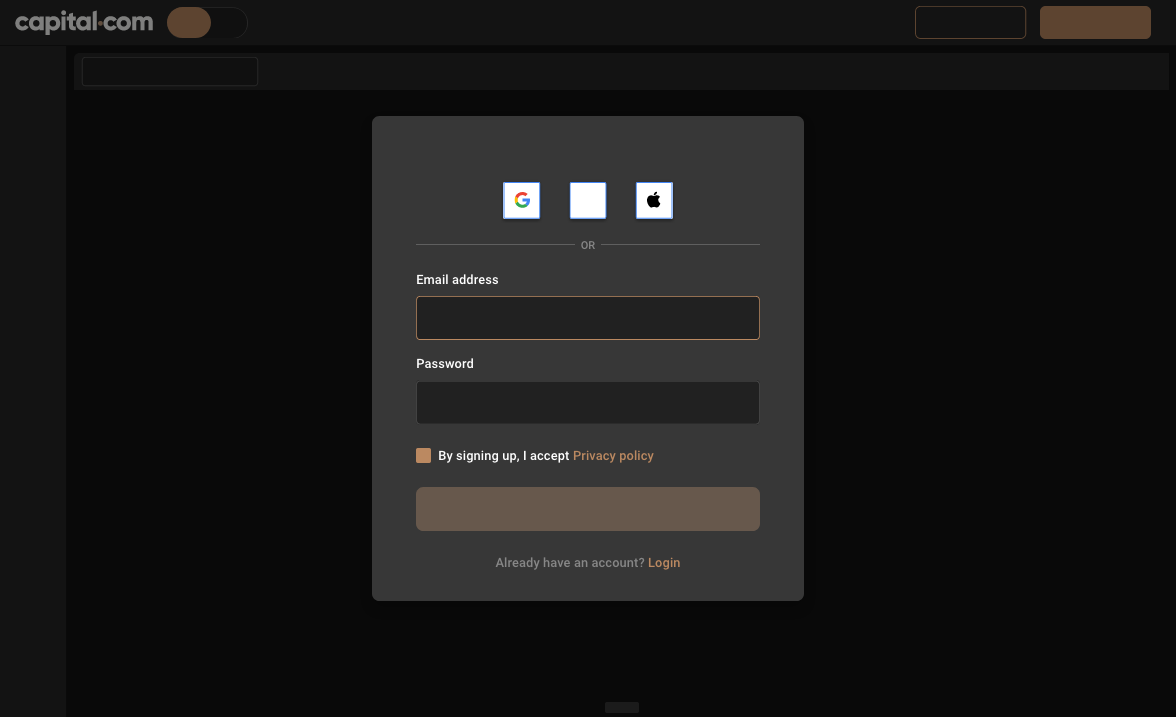 capital.com
OR
Email address
Password
By signing up, I accept Privacy policy
Already have an account? Login